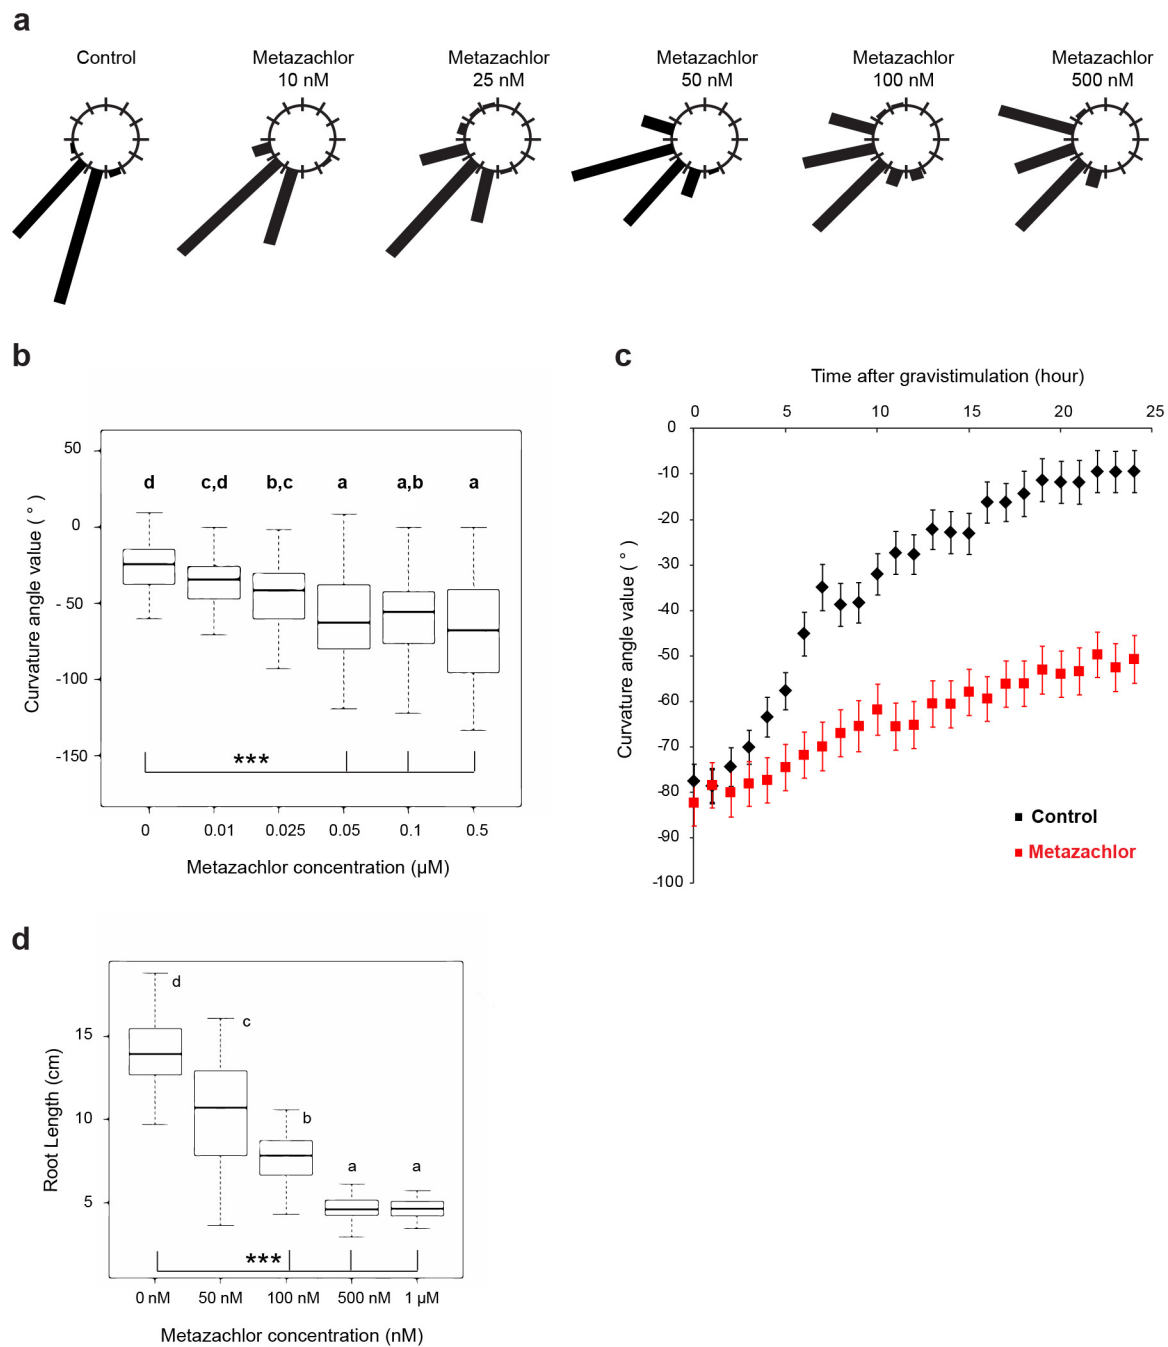 a
Control
Metazachlor
10 nM
Metazachlor
25 nM
Metazachlor
50 nM
Metazachlor
100 nM
Metazachlor
500 nM
b
50
0
- 50
-100
-150
Curvature angle value ( ° )
d
c,d
b,c
a
a,b
a
***
0
0.01
0.025
0.05
0.1
0.5
Metazachlor concentration (µM)
c
Time after gravistimulation (hour)
0
5
10
15
20
25
0
-10
-20
-30
-40
-50
-60
-70
-80
-90
-100
Curvature angle value ( ° )
Control
Metazachlor
d
15
10
5
Root Length (cm)
d
c
b
a
a
***
0 nM
50 nM
100 nM
500 nM
1 µM
Metazachlor concentration (nM)